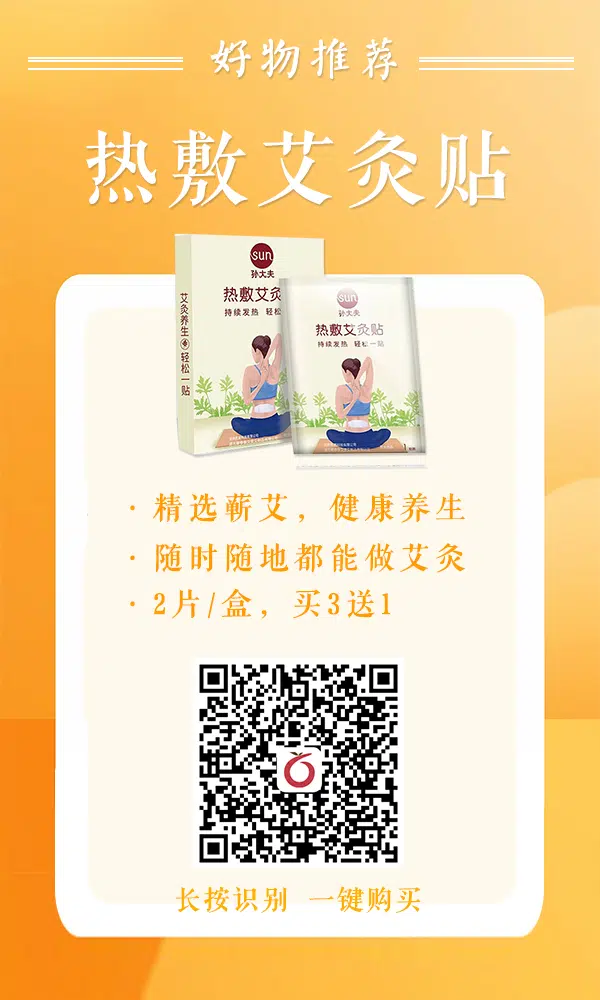 好物推荐
热敷艾灸贴
sun
孙大夫
热敷艾灸
持续发热 轻松
艾灸养生 轻松一贴
sun
孙大夫
热敷艾灸贴
持续发热 轻松一贴
· 精选蕲艾，健康养生
· 随时随地都能做艾灸
· 2片/盒，买3送1
长按识别 一键购买